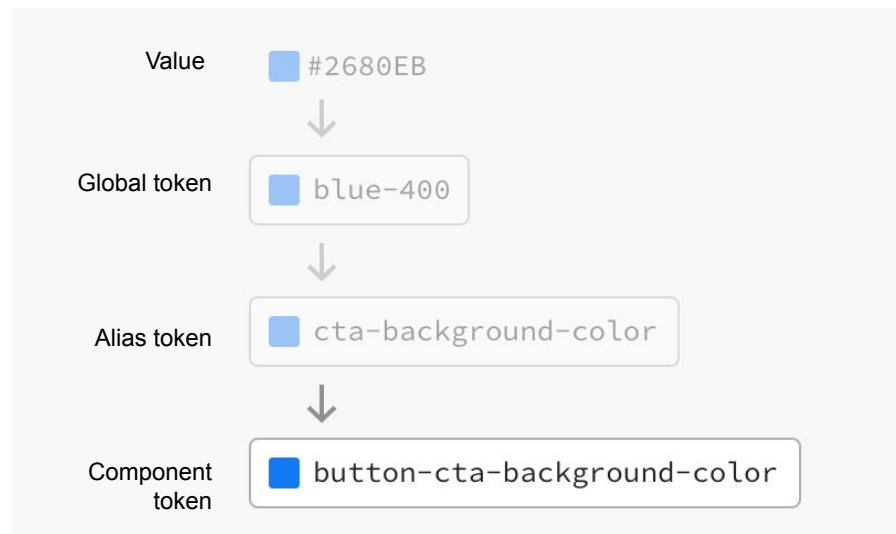 Value #2680EB
Global token blue-400
Alias token cta-background-color
Component
token button-cta-background-color